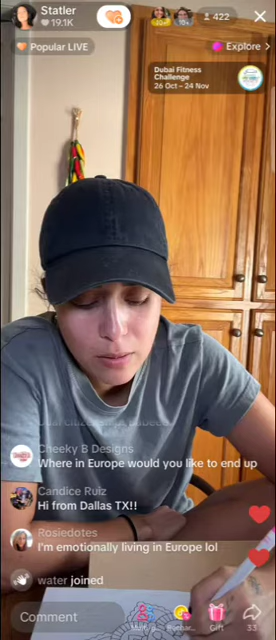 Statler
19.1K
422
Popular LIVE
Explore >
Dubai Fitness
Challenge
26 Oct – 24 Nov
Cheeky B Designs
Where in Europe would you like to end up
Candice Ruiz
Hi from Dallas TX!!
Rosiedotes
I'm emotionally living in Europe lol
water joined
Comment
Gift
33